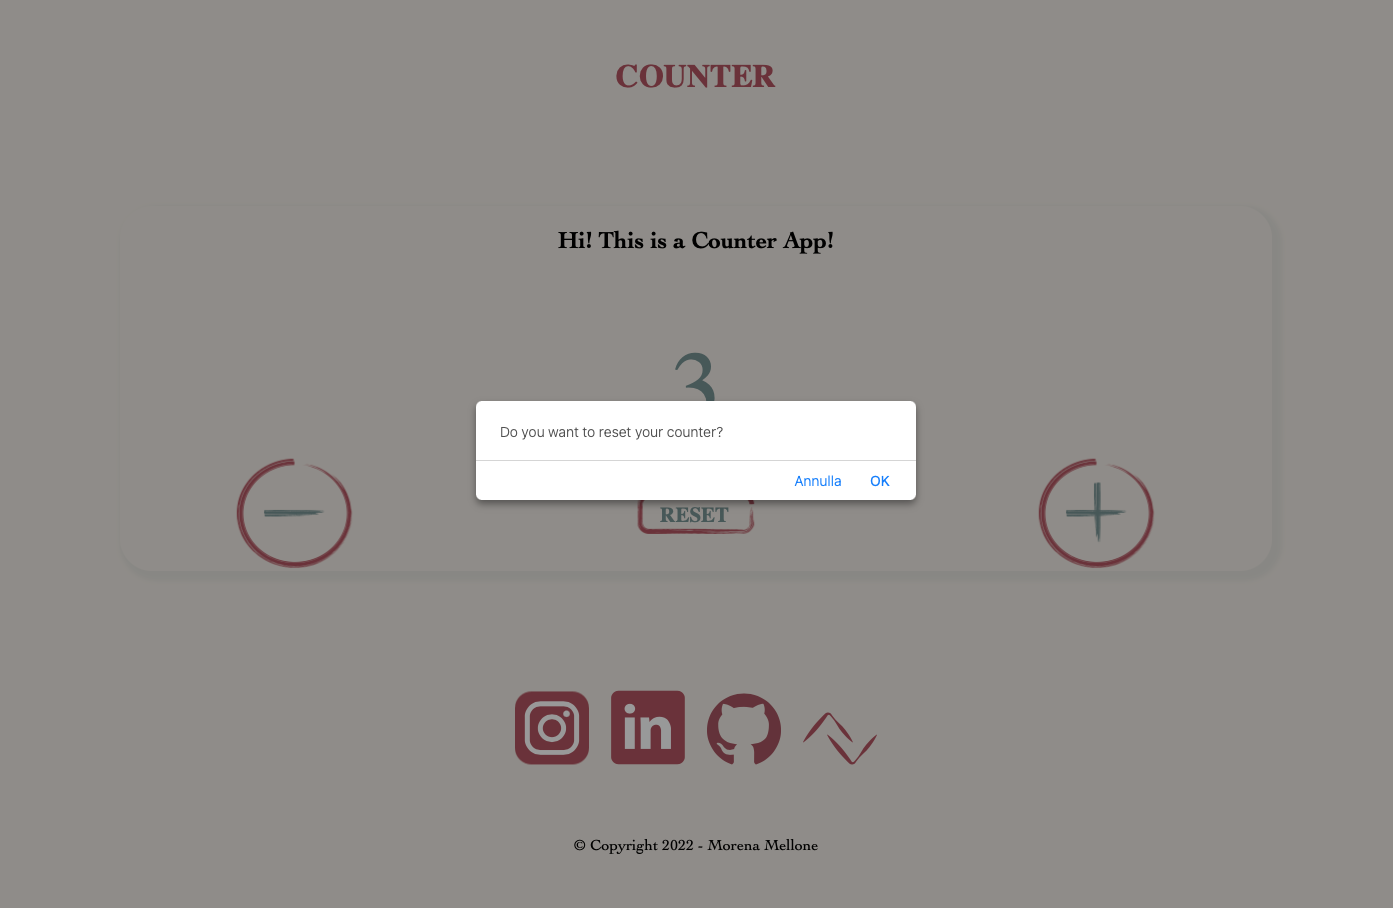 COUNTER
Hi! This is a Counter App!
3
Do you want to reset your counter?
Annulla OK
RESET
in
© Copyright 2022 - Morena Mellone